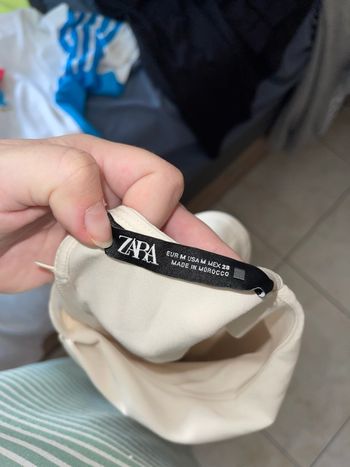 ZARA
EUR M USA M MEX 28
MADE IN MOROCCO